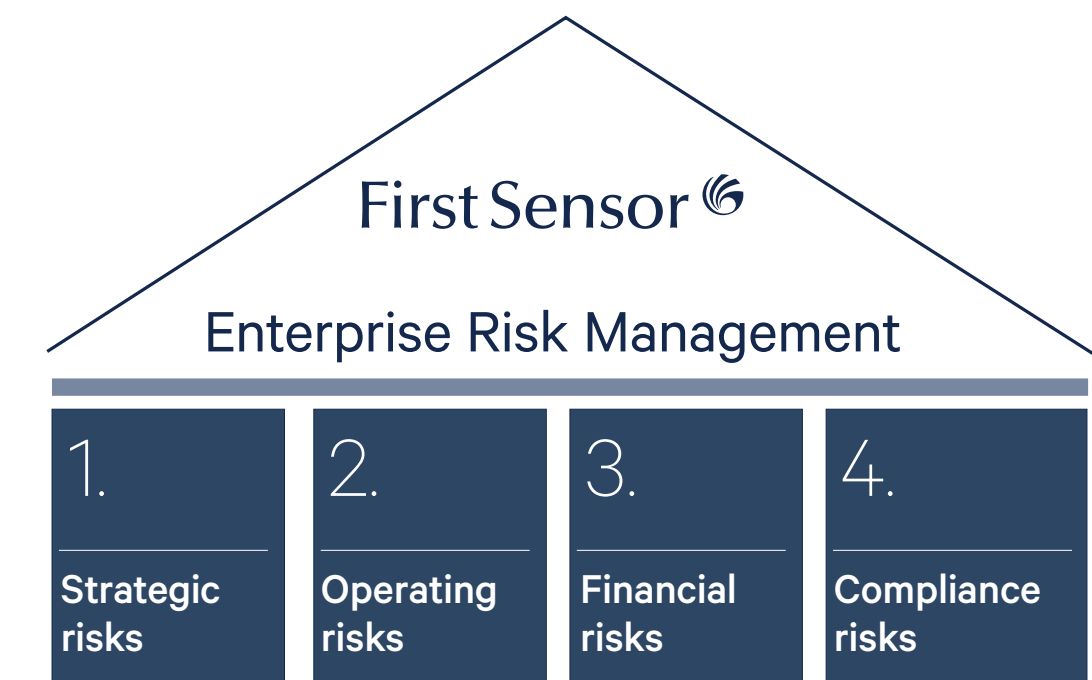 First Sensor
Enterprise Risk Management
1.
Strategic
risks
2.
Operating
risks
3.
Financial
risks
4.
Compliance
risks